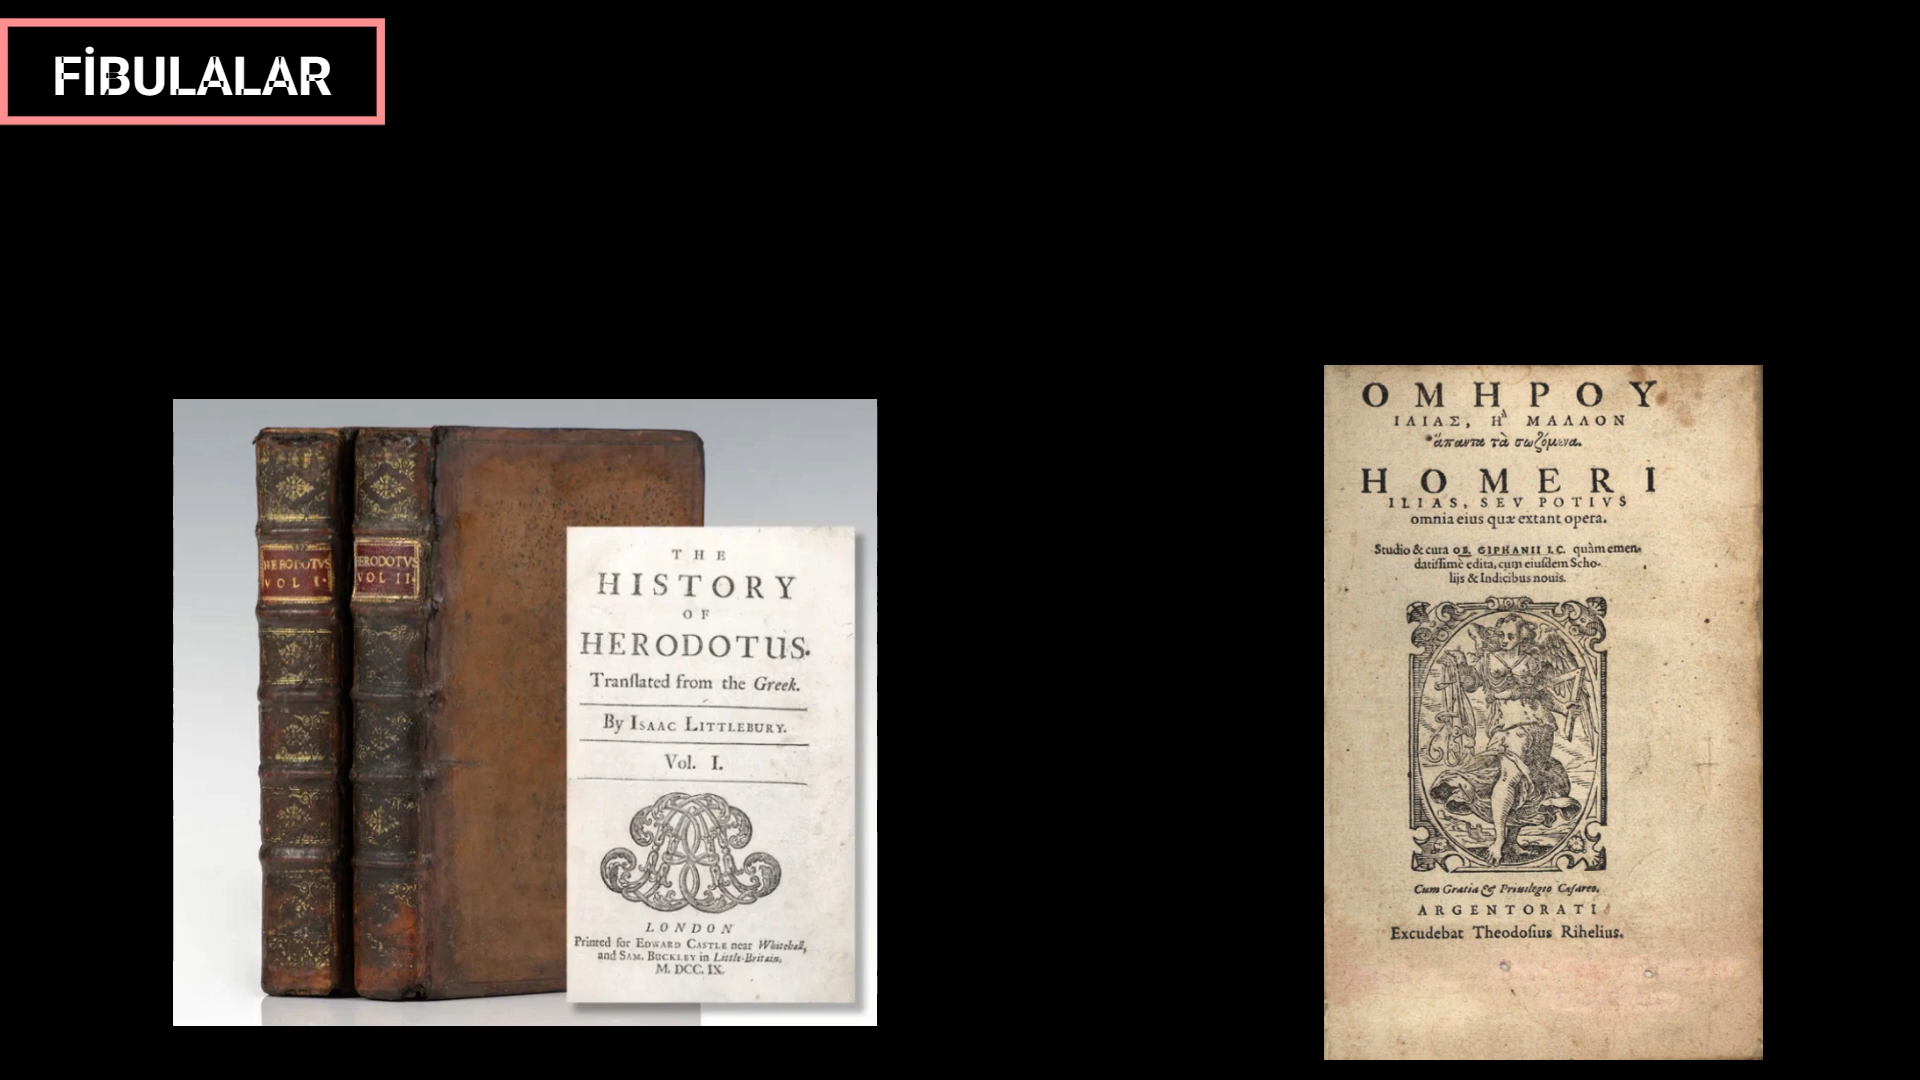 FİBULALAR
HERODOTVS
VOL I.
HERODOTVS
VOL II.
THE
HISTORY
OF
HERODOTUS.
Tranſlated from the Greek.
By ISAAC LITTLEBURY.
Vol. I.
LONDON
Printed for EDWARD CASTLE near Whitehall,
and SAM. BUCKLEY in Little-Britain.
M. DCC. IX.
ΟΜΗΡΟΥ
ΙΛΙΑΣ, Ἢ ΜΑΛΛΟΝ
ἅπαντα τὰ σωζόμενα.
HOMERI
ILIAS, SEV POTIVS
omnia eius quæ extant opera.
Studio & cura OB. GIPHANII I.C. quàm emen-
datiſſimè edita, cum eiuſdem Scho-
lijs & Indicibus nouis.
Cum Gratia & Priuilegio Cæſareo.
ARGENTORATI
Excudebat Theodoſius Rihelius.